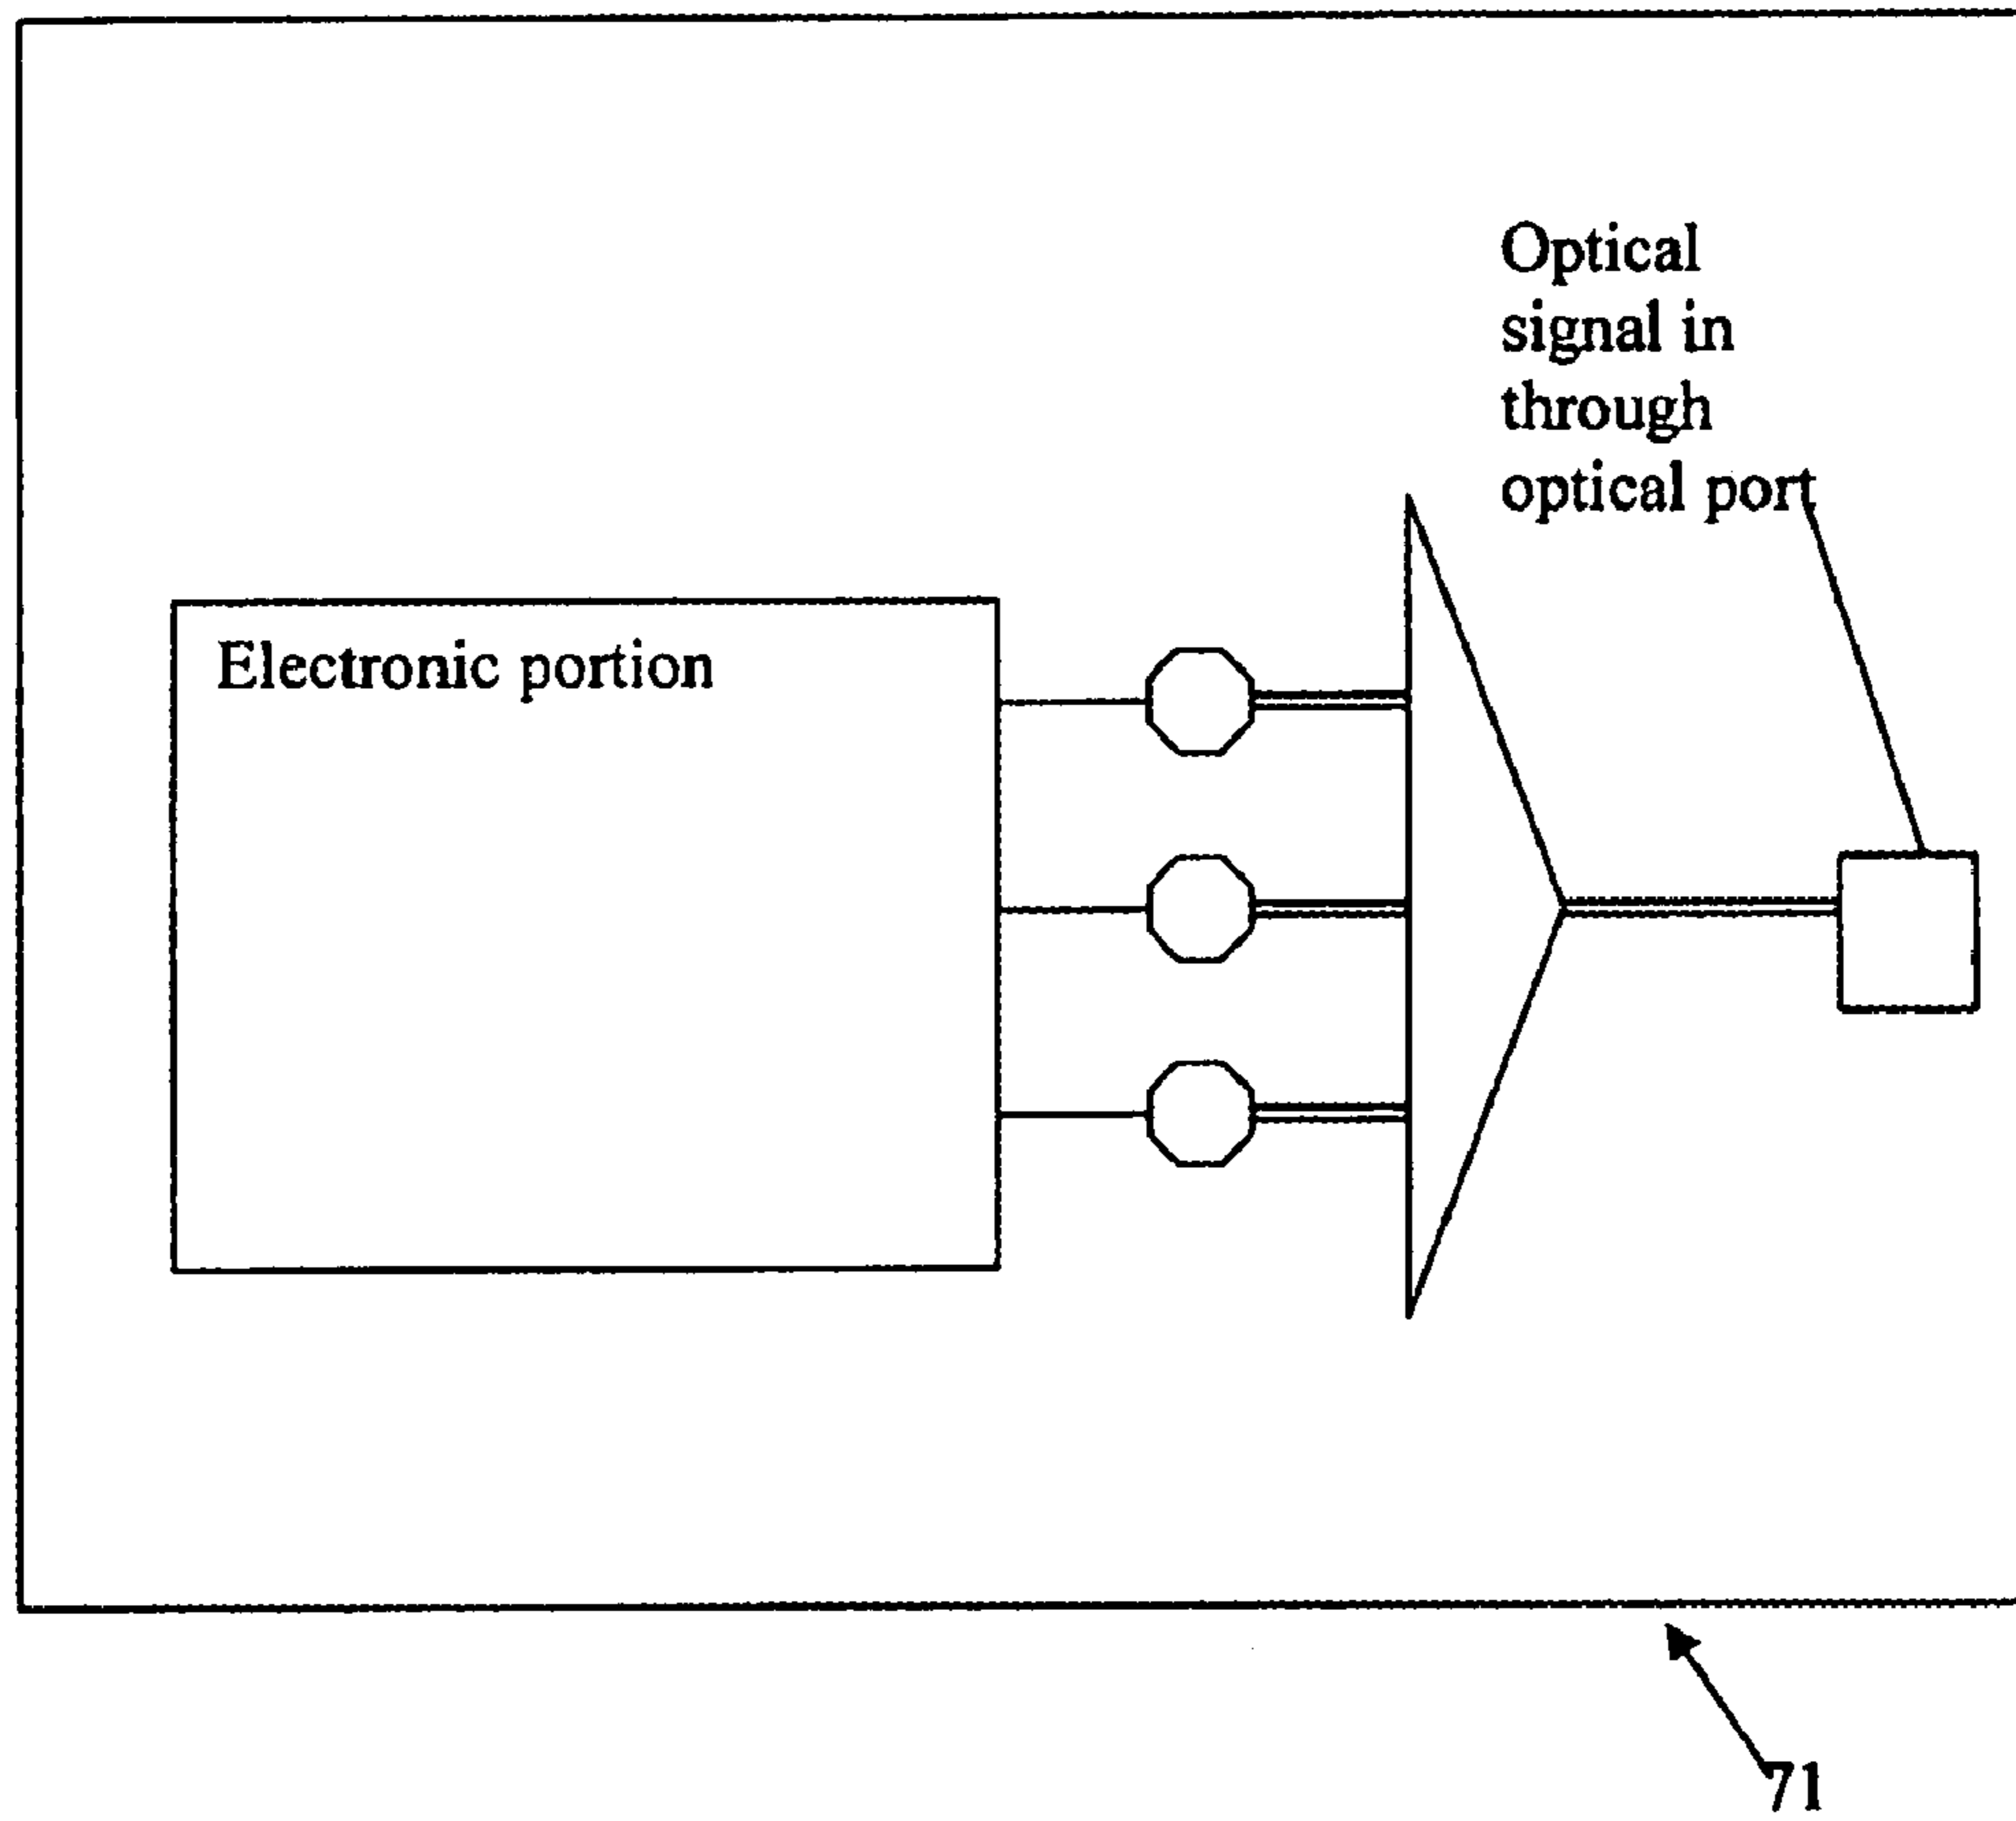 Optical
signal in
through
optical port
Electronic portion
71